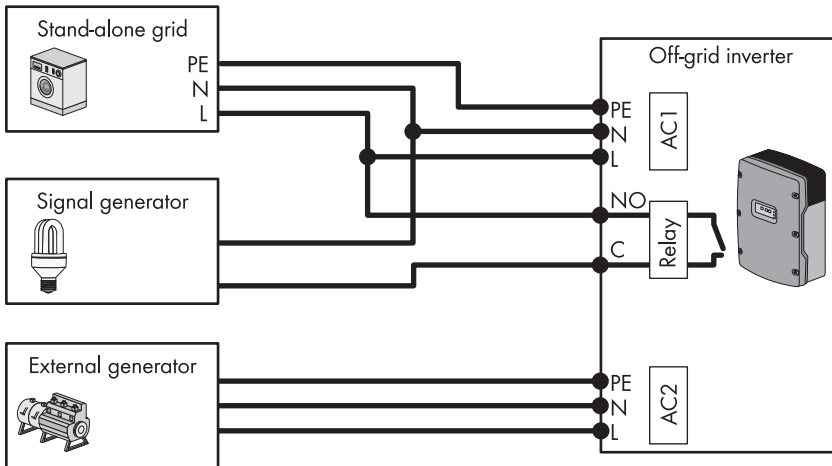 Stand-alone grid
PE
N
L
Signal generator
External generator
Off-grid inverter
PE
N
L
AC1
NO
C
Relay
PE
N
L
AC2